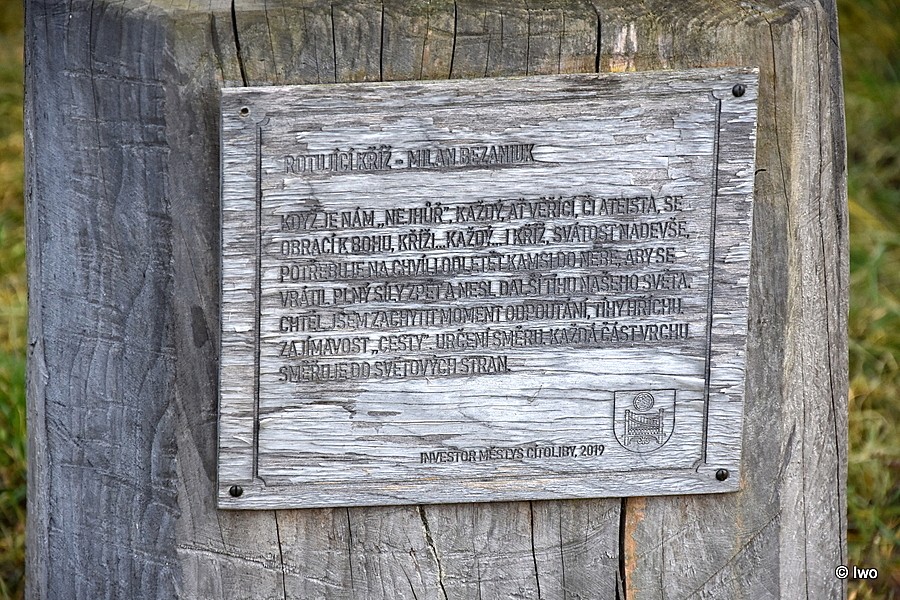 ROTUJÍCÍ KŘÍŽ - MILAN BEZANIUK
KDYŽ JE NÁM „NEJHŮŘ“, KAŽDÝ, AŤ VĚŘÍCÍ, ČI ATEISTA, SE
OBRACÍ K BOHU, KŘÍŽI...KAŽDÝ... I KŘÍŽ, SVÁTOST NADEVŠE,
POTŘEBUJE NA CHVÍLI ODLETĚT KAMSI DO NEBE, ABY SE
VRÁTIL PLNÝ SÍLY ZPĚT A NESL DALŠÍ TÍHU NAŠEHO SVĚTA.
CHTĚL JSEM ZACHYTIT MOMENT ODPOUTÁNÍ, TÍHY HŘÍCHU.
ZAJÍMAVOST „CESTY“. URČENÍ SMĚRU. KAŽDÁ ČÁST VRCHU
SMĚŘUJE DO SVĚTOVÝCH STRAN.
INVESTOR MĚSTYS CÍTOLIBY, 2019
© Iwo